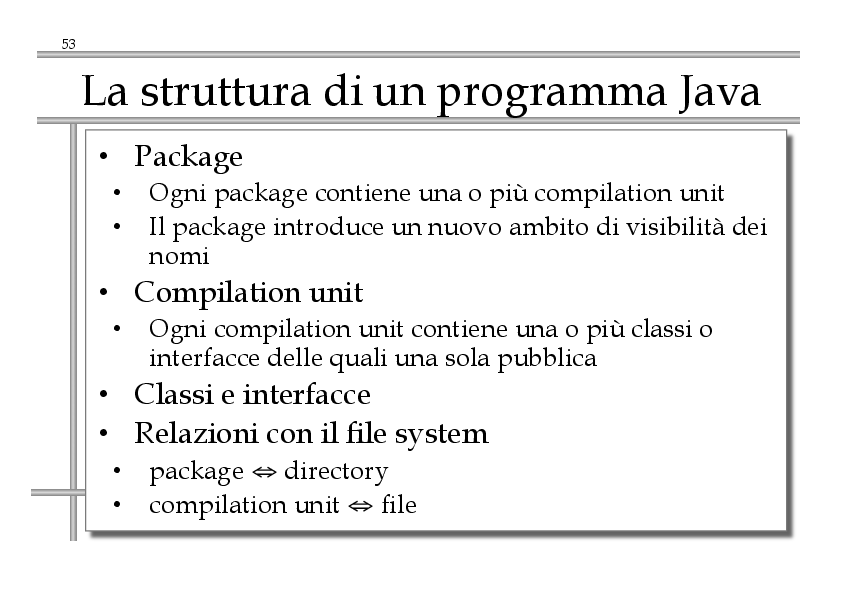 53
La struttura di un programma Java
• Package
• Ogni package contiene una o più compilation unit
• Il package introduce un nuovo ambito di visibilità dei
nomi
• Compilation unit
• Ogni compilation unit contiene una o più classi o
interfacce delle quali una sola pubblica
• Classi e interfacce
• Relazioni con il file system
• package ⇔ directory
• compilation unit ⇔ file